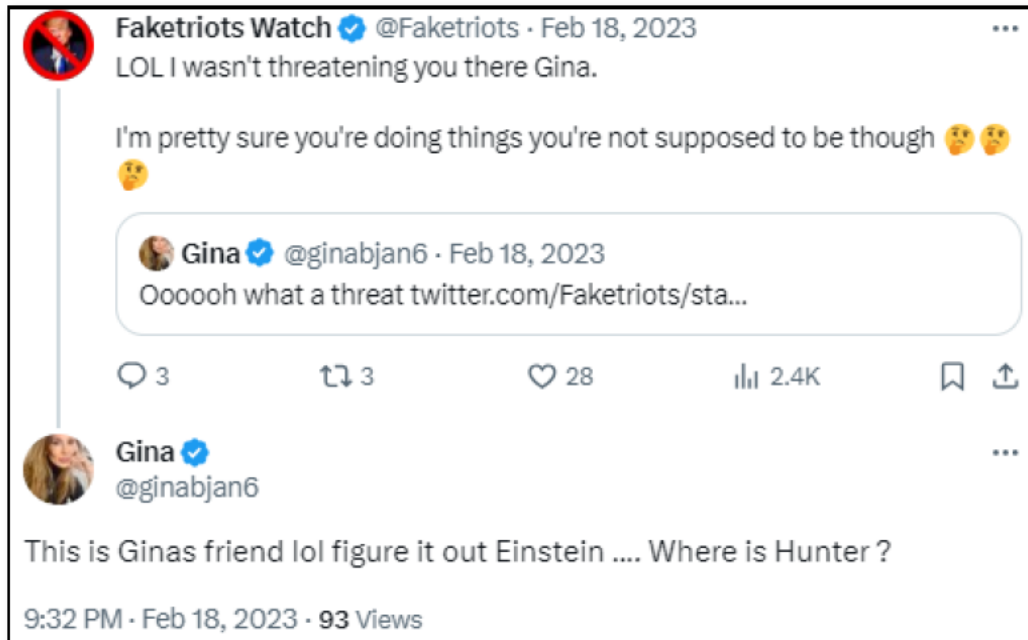 Faketriots Watch @Faketriots · Feb 18, 2023
LOL I wasn't threatening you there Gina.
I'm pretty sure you're doing things you're not supposed to be though 🤔🤔
🤔
Gina @ginabjan6 · Feb 18, 2023
Oooooh what a threat twitter.com/Faketriots/sta...
3 3 28 2.4K
Gina
@ginabjan6
This is Ginas friend lol figure it out Einstein .... Where is Hunter ?
9:32 PM · Feb 18, 2023 · 93 Views